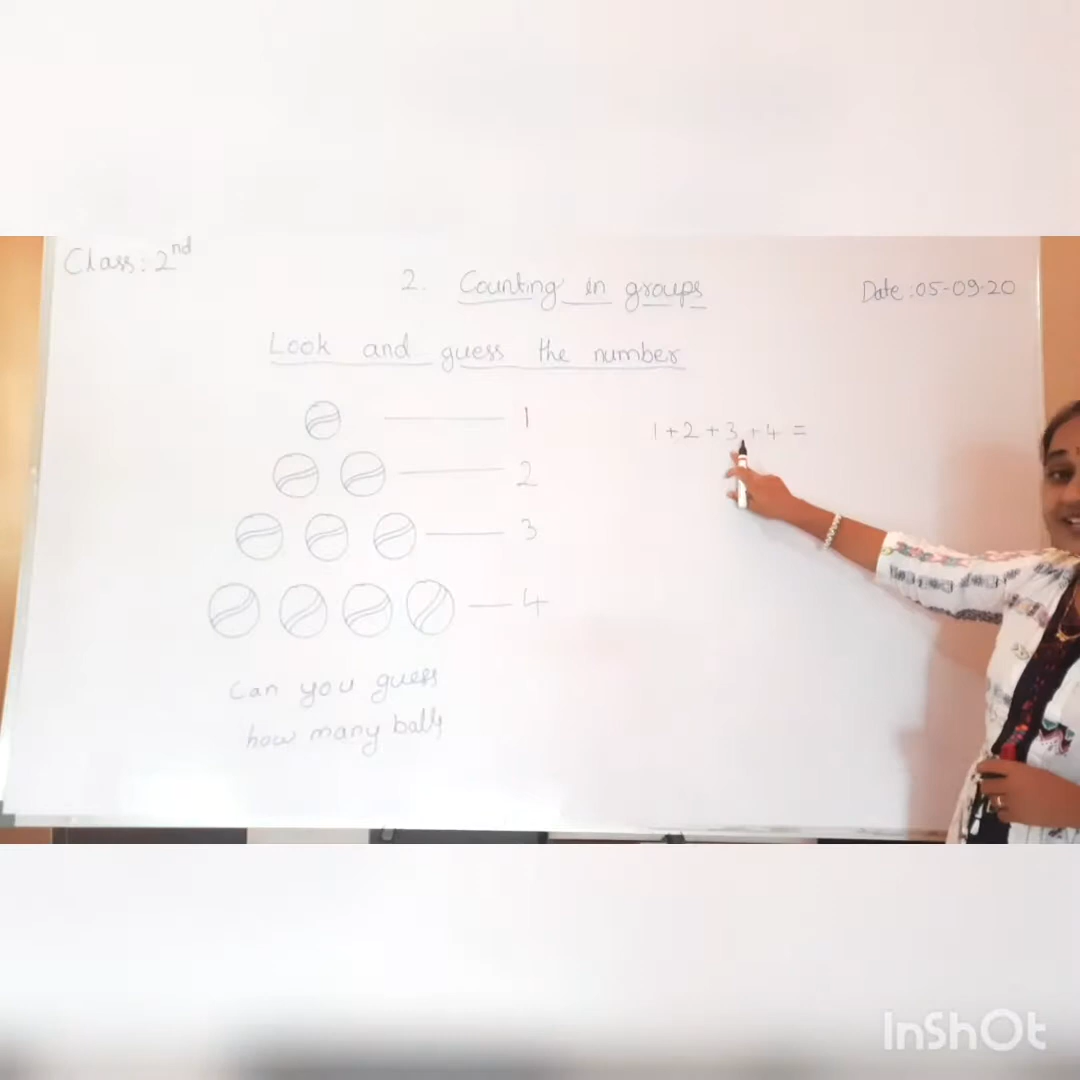 Class: 2nd
2. Counting in groups
Date: 05-09-20
Look and guess the number
1
1+2+3+4=
2
3
4
Can you guess
how many balls
InShOt